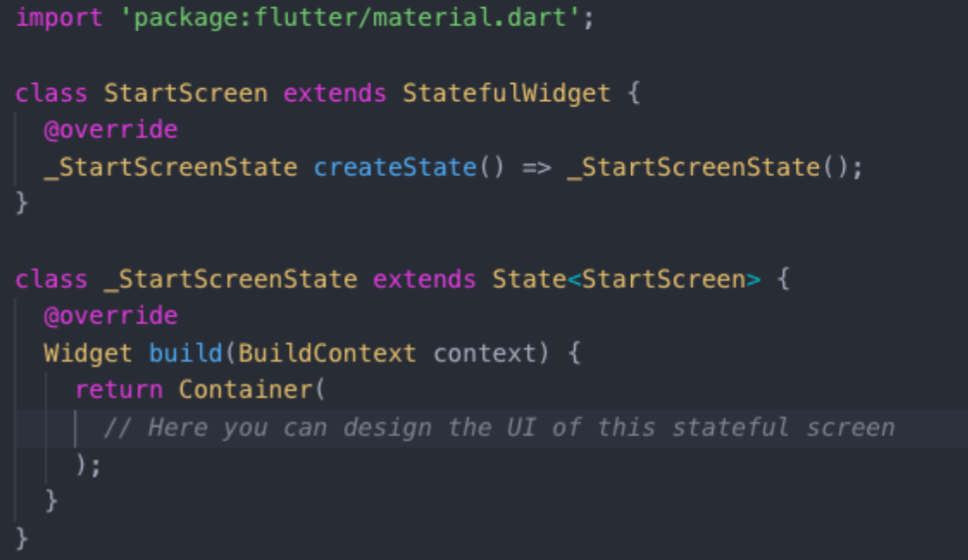 import 'package:flutter/material.dart';
class StartScreen extends StatefulWidget {
@override
_StartScreenState createState() => _StartScreenState();
}
class _StartScreenState extends State<StartScreen> {
@override
Widget build(BuildContext context) {
return Container(
// Here you can design the UI of this stateful screen
);
}
}